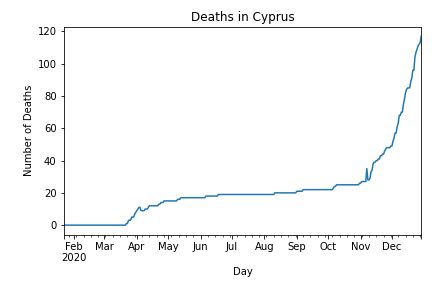 Deaths in Cyprus
120
100
80
60
40
20
0
Number of Deaths
Feb Mar Apr May Jun Jul Aug Sep Oct Nov Dec
2020
Day